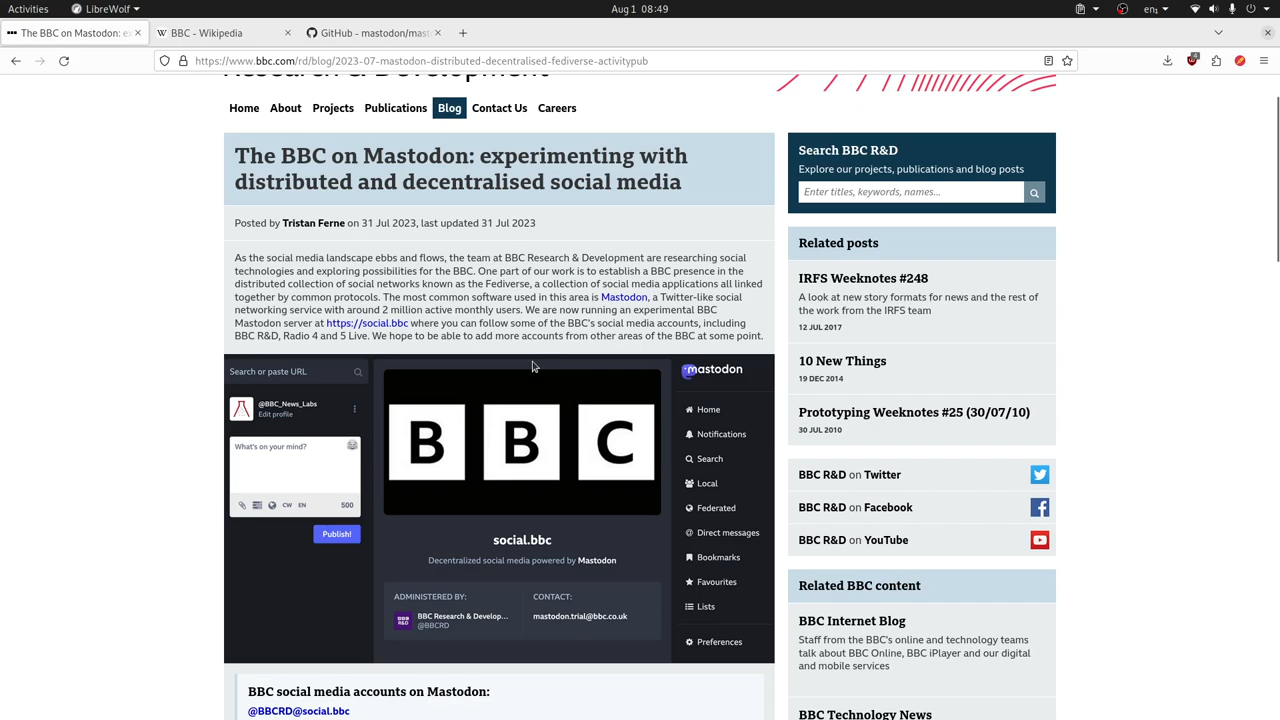 Activities
LibreWolf
Aug 1 08:49
en1
The BBC on Mastodon: ex
BBC - Wikipedia
GitHub - mastodon/mast
https://www.bbc.com/rd/blog/2023-07-mastodon-distributed-decentralised-fediverse-activitypub
4
Research & Development
Home
About
Projects
Publications
Blog
Contact Us
Careers
The BBC on Mastodon: experimenting with
distributed and decentralised social media
Posted by Tristan Ferne on 31 Jul 2023, last updated 31 Jul 2023
As the social media landscape ebbs and flows, the team at BBC Research & Development are researching social
technologies and exploring possibilities for the BBC. One part of our work is to establish a BBC presence in the
distributed collection of social networks known as the Fediverse, a collection of social media applications all linked
together by common protocols. The most common software used in this area is Mastodon, a Twitter-like social
networking service with around 2 million active monthly users. We are now running an experimental BBC
Mastodon server at https://social.bbc where you can follow some of the BBC's social media accounts, including
BBC R&D, Radio 4 and 5 Live. We hope to be able to add more accounts from other areas of the BBC at some point.
Search or paste URL
@BBC_News_Labs
Edit profile
What's on your mind?
CW
EN
500
Publish!
B B C
social.bbc
Decentralized social media powered by Mastodon
ADMINISTERED BY:
BBC Research & Develop...
@BBCRD
CONTACT:
mastodon.trial@bbc.co.uk
mastodon
Home
Notifications
Search
Local
Federated
Direct messages
Bookmarks
Favourites
Lists
Preferences
BBC social media accounts on Mastodon:
@BBCRD@social.bbc
Search BBC R&D
Explore our projects, publications and blog posts
Enter titles, keywords, names...
Related posts
IRFS Weeknotes #248
A look at new story formats for news and the rest of
the work from the IRFS team
12 JUL 2017
10 New Things
19 DEC 2014
Prototyping Weeknotes #25 (30/07/10)
30 JUL 2010
BBC R&D on Twitter
BBC R&D on Facebook
BBC R&D on YouTube
Related BBC content
BBC Internet Blog
Staff from the BBC's online and technology teams
talk about BBC Online, BBC iPlayer and our digital
and mobile services
BBC Technology News